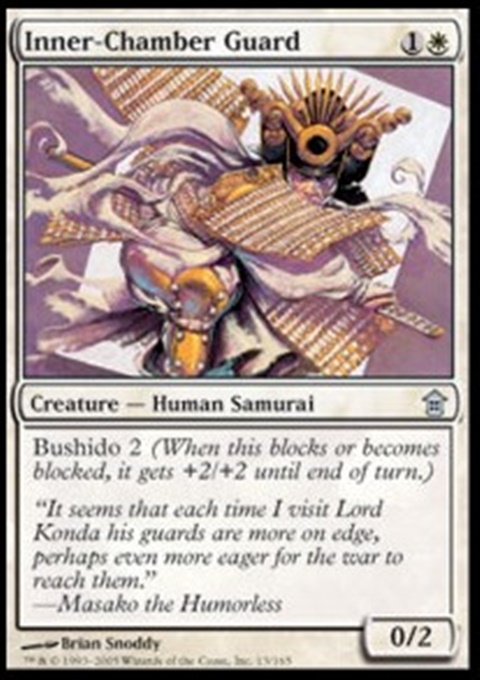 Inner-Chamber Guard 1
Creature — Human Samurai
Bushido 2 (When this blocks or becomes
blocked, it gets +2/+2 until end of turn.)
"It seems that each time I visit Lord
Konda his guards are more on edge,
perhaps even more eager for the war to
reach them."
—Masako the Humorless
0/2
Brian Snoddy
™ & © 1993-2005 Wizards of the Coast, Inc. 13/165